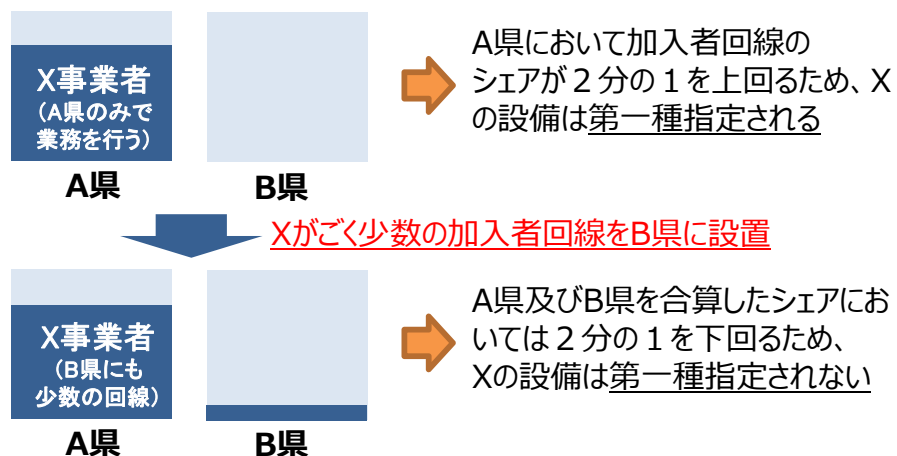 X事業者
(A県のみで
業務を行う)
A県
B県
A県において加入者回線の
シェアが２分の１を上回るため、X
の設備は第一種指定される
Xがごく少数の加入者回線をB県に設置
X事業者
(B県にも
少数の回線)
A県
B県
A県及びB県を合算したシェアにお
いては２分の１を下回るため、
Xの設備は第一種指定されない